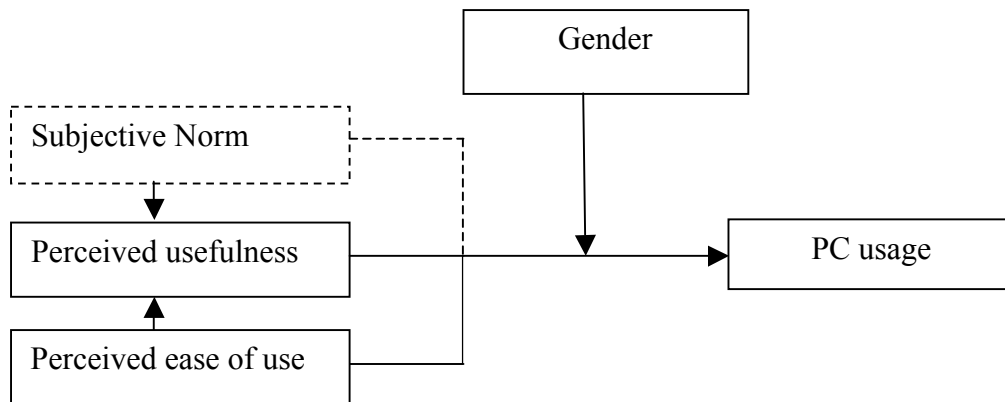 Gender
Subjective Norm
Perceived usefulness
PC usage
Perceived ease of use